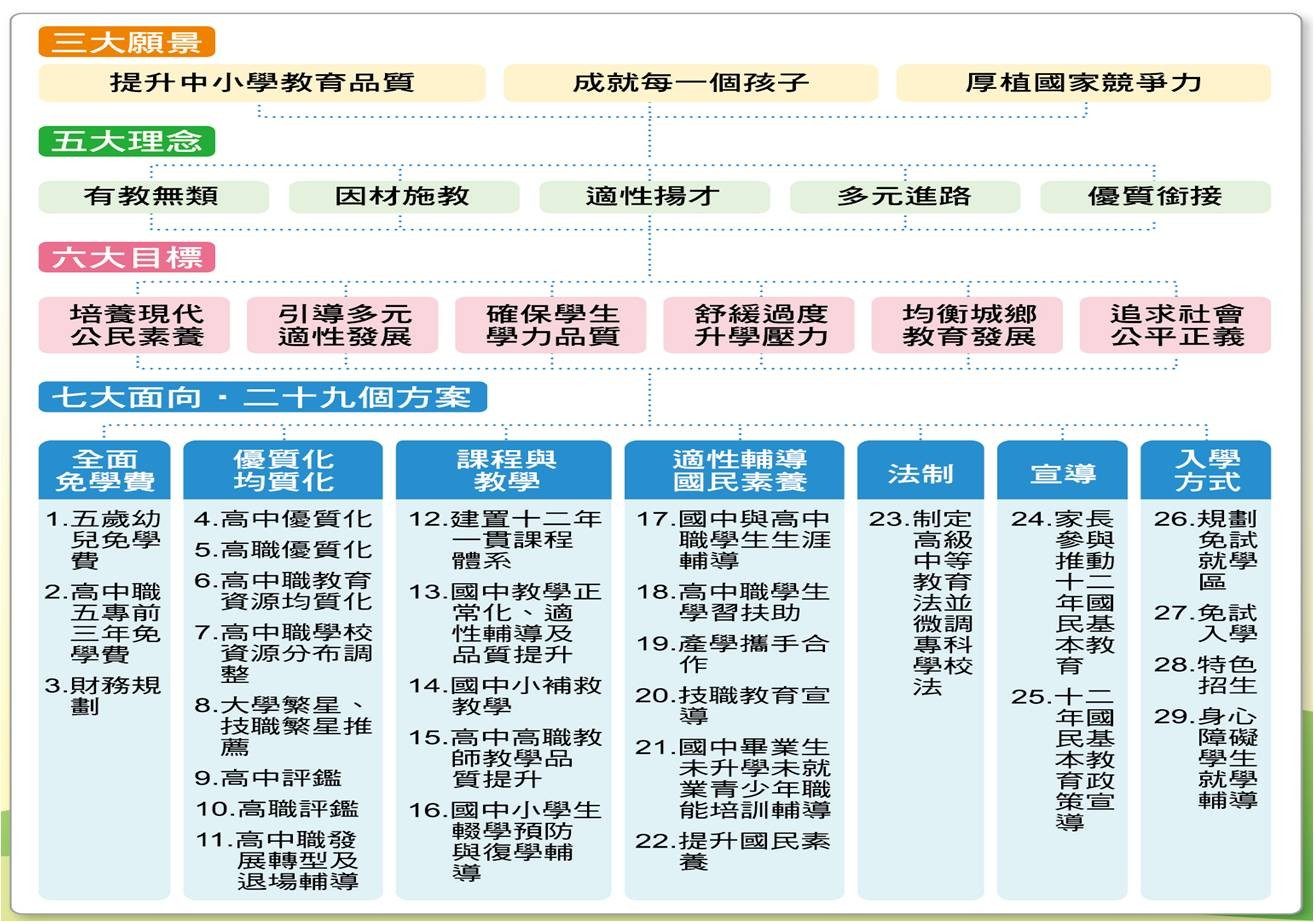 三大願景
提升中小學教育品質
成就每一個孩子
厚植國家競爭力
五大理念
有教無類
因材施教
適性揚才
多元進路
優質銜接
六大目標
培養現代
公民素養
引導多元
適性發展
確保學生
學力品質
舒緩過度
升學壓力
均衡城鄉
教育發展
追求社會
公平正義
七大面向・二十九個方案
全面
免學費
1.五歲幼
兒免學
費
2.高中職
五專前
三年免
學費
3.財務規
劃
優質化
均質化
4.高中優質化
5.高職優質化
6.高中職教育
資源均質化
7.高中職學校
資源分布調
整
8.大學繁星、
技職繁星推
薦
9.高中評鑑
10.高職評鑑
11.高中職發
展轉型及
退場輔導
課程與
教學
12.建置十二年
一貫課程
體系
13.國中教學正
常化、適
性輔導及
品質提升
14.國中小補救
教學
15.高中高職教
師教學品
質提升
16.國中小學生
輟學預防
與復學輔
導
適性輔導
國民素養
17.國中與高中
職學生生涯
輔導
18.高中職學生
學習扶助
19.產學攜手合
作
20.技職教育宣
導
21.國中畢業生
未升學未就
業青少年職
能培訓輔導
22.提升國民素
養
法制
23.制定
高級
中等
教育
法並
微調
專科
學校
法
宣導
24.家長
參與
推動
十二
年國
民基
本教
育
25.十二
年國
民基
本教
育政
策宣
導
入學
方式
26.規劃
免試
就學
區
27.免試
入學
28.特色
招生
29.身心
障礙
學生
就學
輔導